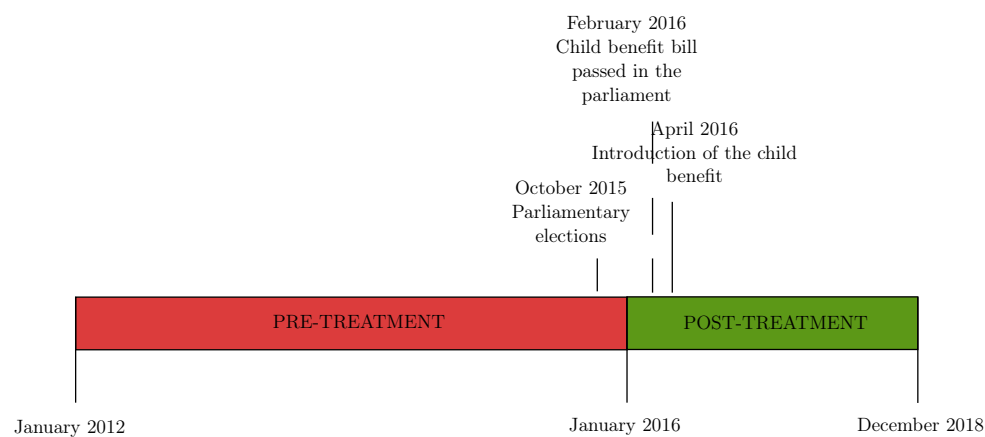 February 2016
Child benefit bill
passed in the
parliament
April 2016
Introduction of the child
benefit
October 2015
Parliamentary
elections
PRE-TREATMENT
POST-TREATMENT
January 2012
January 2016
December 2018